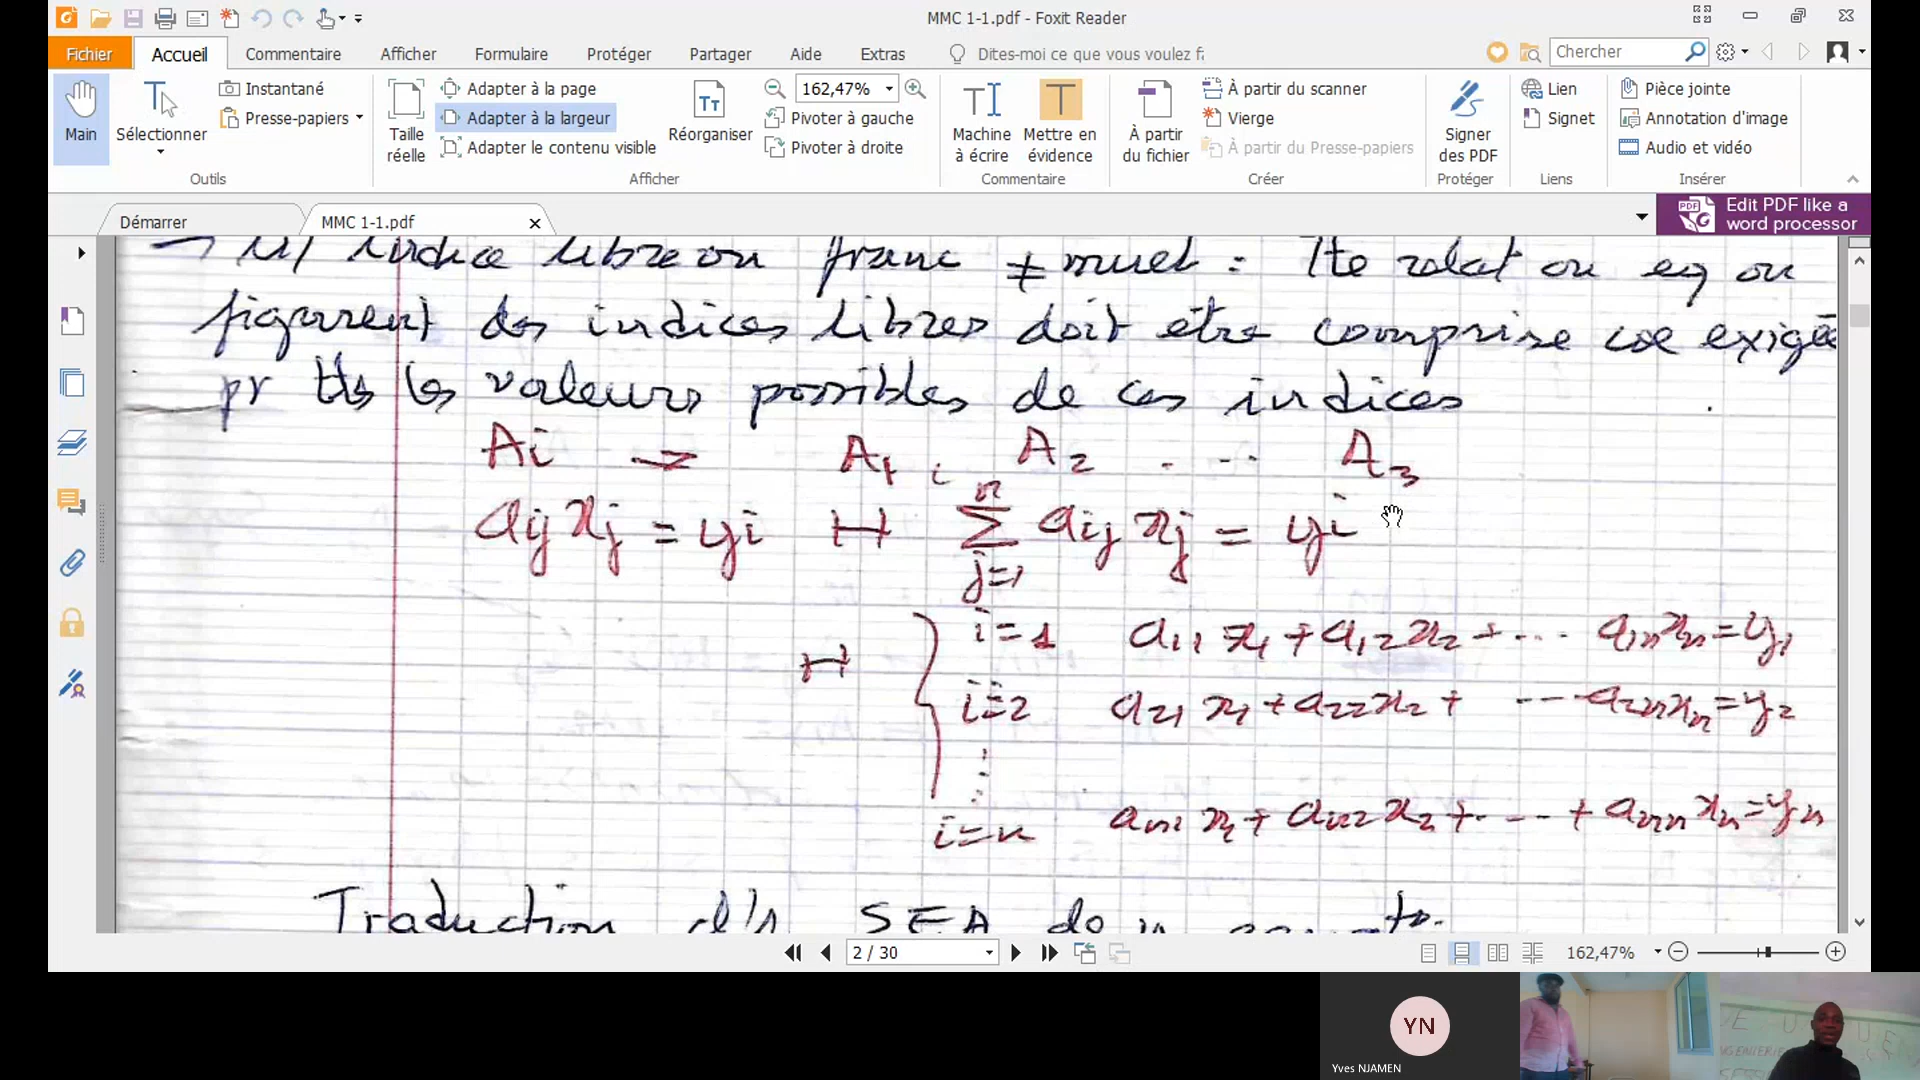 MMC 1-1.pdf - Foxit Reader
Fichier Accueil Commentaire Afficher Formulaire Protéger Partager Aide Extras Dites-moi ce que vous voulez fa Chercher
Main
Sélectionner
Instantané
Presse-papiers
Outils
Taille réelle
Adapter à la page
Adapter à la largeur
Adapter le contenu visible
Réorganiser
162,47%
Pivoter à gauche
Pivoter à droite
Afficher
Machine à écrire
Mettre en évidence
Commentaire
À partir du fichier
À partir du scanner
Vierge
À partir du Presse-papiers
Créer
Signer des PDF
Protéger
Lien
Signet
Liens
Pièce jointe
Annotation d'image
Audio et vidéo
Insérer
Démarrer MMC 1-1.pdf
Edit PDF like a
word processor
indice libre ou franc ≠ muet : Tte relat ou eq ou
figurent des indices libres doit être comprise coe exigée
pr ttes les valeurs possibles de ces indices
Ai → A1, A2 ... A3
aij xj = yi ↦ Σ aij xj = yi
n
j=1
↦ { i=1 a11 x1 + a12 x2 + ... a1n xn = y1
i=2 a21 x1 + a22 x2 + ... a2n xn = y2
⋮
i=n an1 x1 + an2 x2 + ... + ann xn = yn
Traduction d'1 SEA de
2 / 30
162,47%
YN
Yves NJAMEN